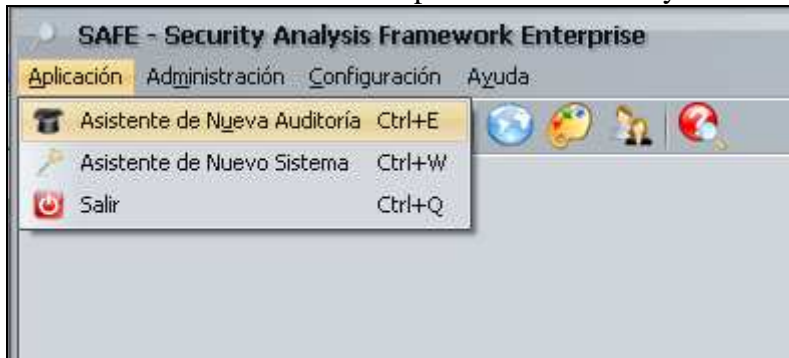 SAFE - Security Analysis Framework Enterprise
Aplicación Administración Configuración Ayuda
Asistente de Nueva Auditoría Ctrl+E
Asistente de Nuevo Sistema Ctrl+W
Salir Ctrl+Q